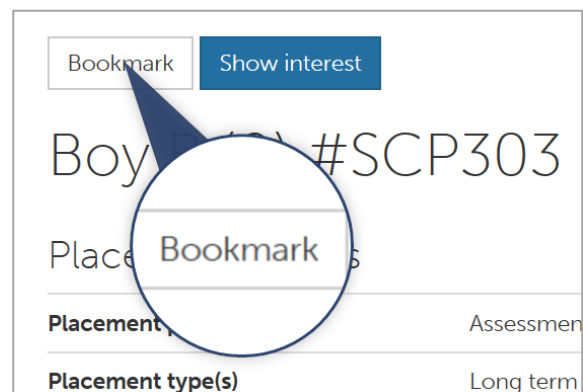 Bookmark Show interest
Boy #SCP303
Bookmark
Place s
Placement Assessmen
Placement type(s) Long term